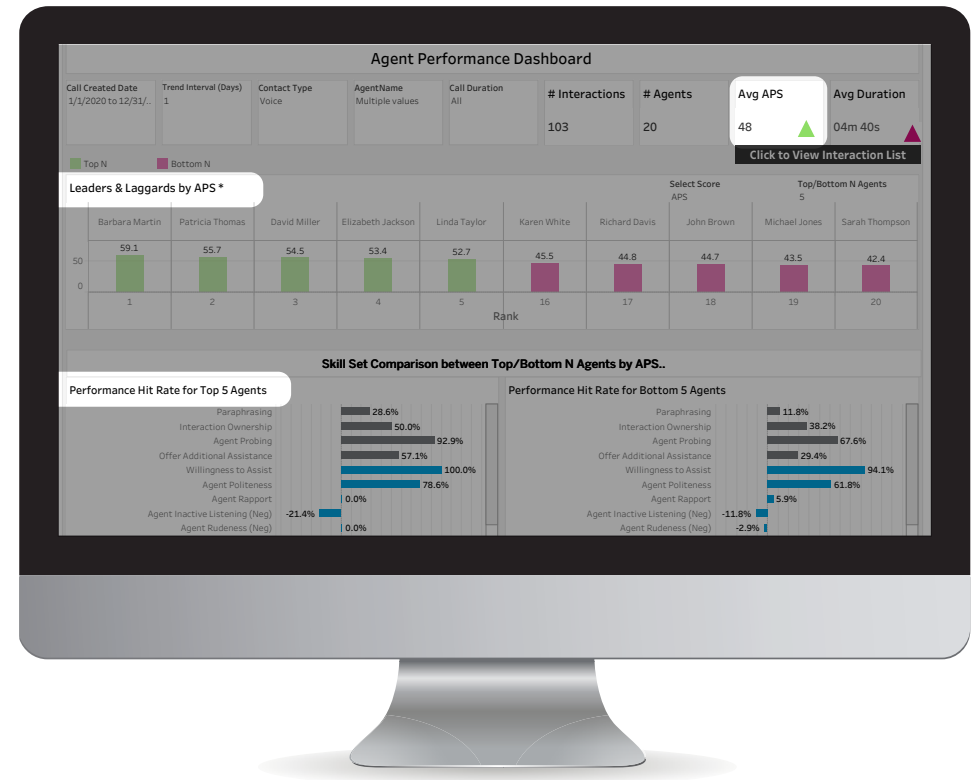 Agent Performance Dashboard
Call Created Date Trend Interval (Days) Contact Type AgentName Call Duration # Interactions # Agents Avg APS Avg Duration
1/1/2020 to 12/31/.. 1 Voice Multiple values All
103 20 48 04m 40s
Click to View Interaction List
Top N Bottom N
Leaders & Laggards by APS * Select Score Top/Bottom N Agents
APS 5
Barbara Martin Patricia Thomas David Miller Elizabeth Jackson Linda Taylor Karen White Richard Davis John Brown Michael Jones Sarah Thompson
59.1 55.7 54.5 53.4 52.7 45.5 44.8 44.7 43.5 42.4
50
0
1 2 3 4 5 16 17 18 19 20
Rank
Skill Set Comparison between Top/Bottom N Agents by APS..
Performance Hit Rate for Top 5 Agents
Paraphrasing 28.6%
Interaction Ownership 50.0%
Agent Probing 92.9%
Offer Additional Assistance 57.1%
Willingness to Assist 100.0%
Agent Politeness 78.6%
Agent Rapport 0.0%
Agent Inactive Listening (Neg) -21.4%
Agent Rudeness (Neg) 0.0%
Performance Hit Rate for Bottom 5 Agents
Paraphrasing 11.8%
Interaction Ownership 38.2%
Agent Probing 67.6%
Offer Additional Assistance 29.4%
Willingness to Assist 94.1%
Agent Politeness 61.8%
Agent Rapport 5.9%
Agent Inactive Listening (Neg) -11.8%
Agent Rudeness (Neg) -2.9%